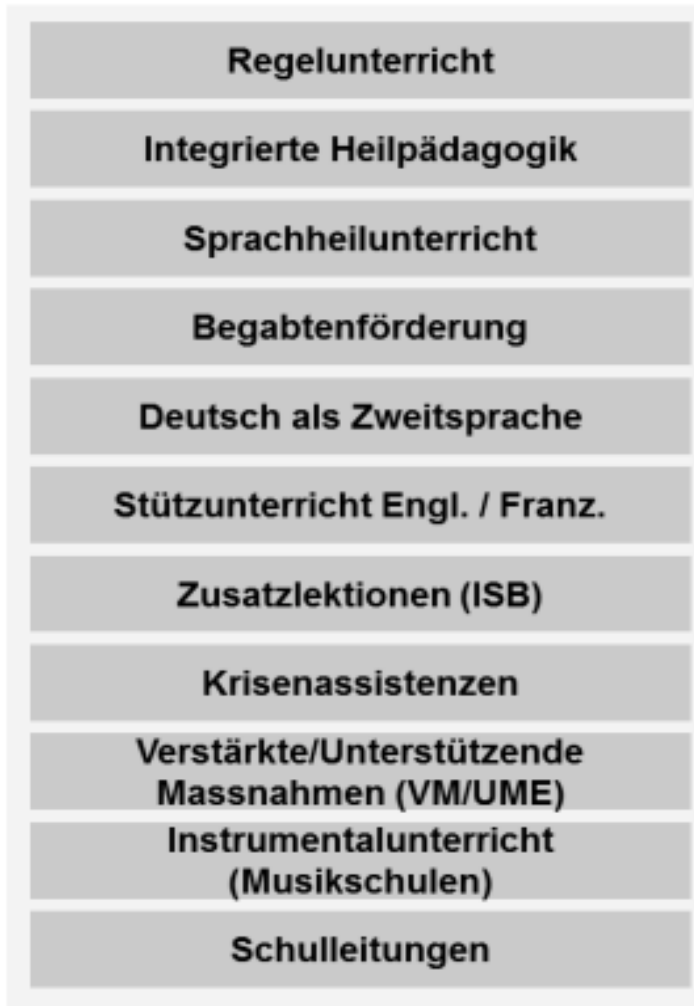 Regelunterricht
Integrierte Heilpädagogik
Sprachheilunterricht
Begabtenförderung
Deutsch als Zweitsprache
Stützunterricht Engl. / Franz.
Zusatzlektionen (ISB)
Krisenassistenzen
Verstärkte/Unterstützende
Massnahmen (VM/UME)
Instrumentalunterricht
(Musikschulen)
Schulleitungen